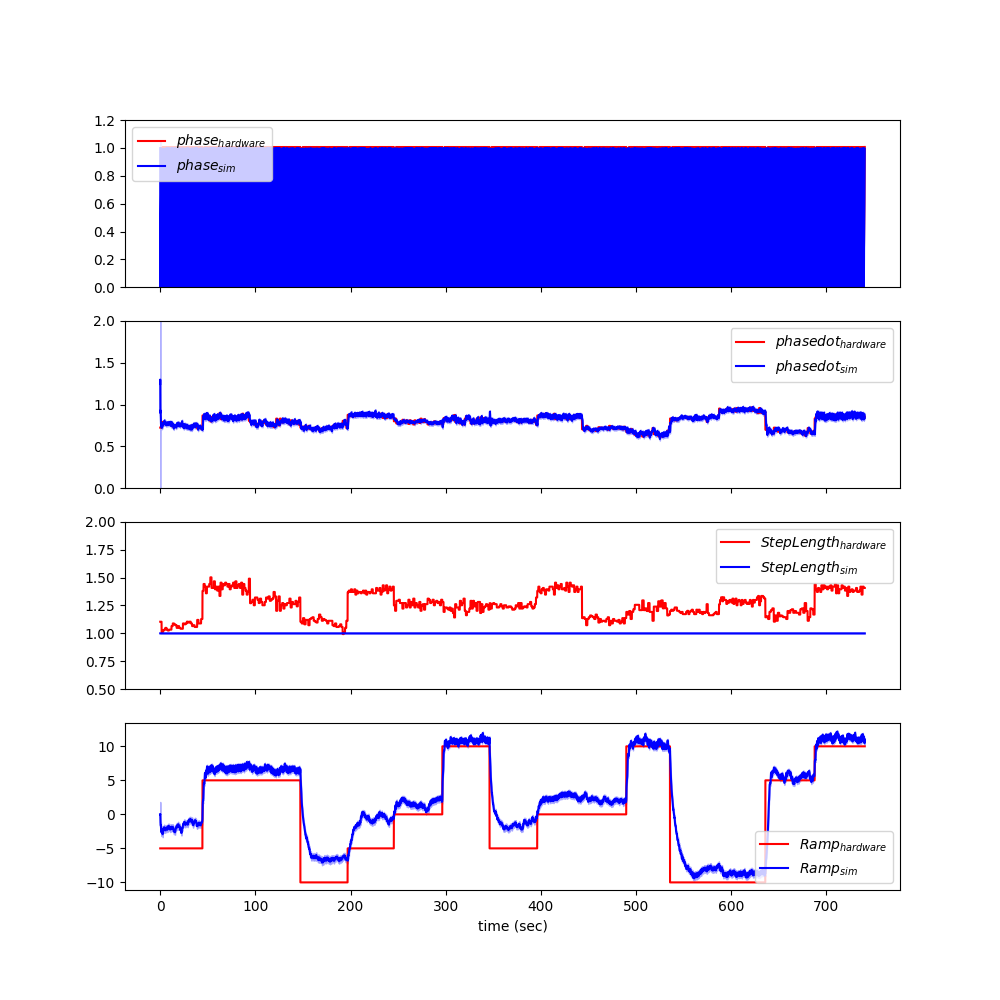 1.2
1.0
0.8
0.6
0.4
0.2
0.0
phase_hardware
phase_sim
2.0
1.5
1.0
0.5
0.0
phasedot_hardware
phasedot_sim
2.00
1.75
1.50
1.25
1.00
0.75
0.50
StepLength_hardware
StepLength_sim
10
5
0
−5
−10
Ramp_hardware
Ramp_sim
0 100 200 300 400 500 600 700
time (sec)